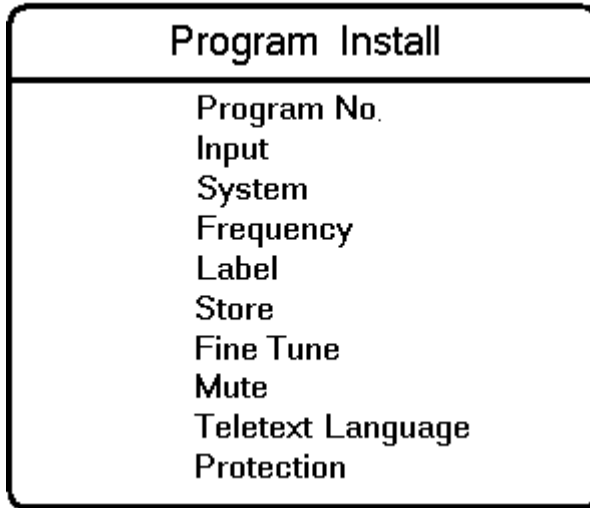 Program Install
Program No.
Input
System
Frequency
Label
Store
Fine Tune
Mute
Teletext Language
Protection